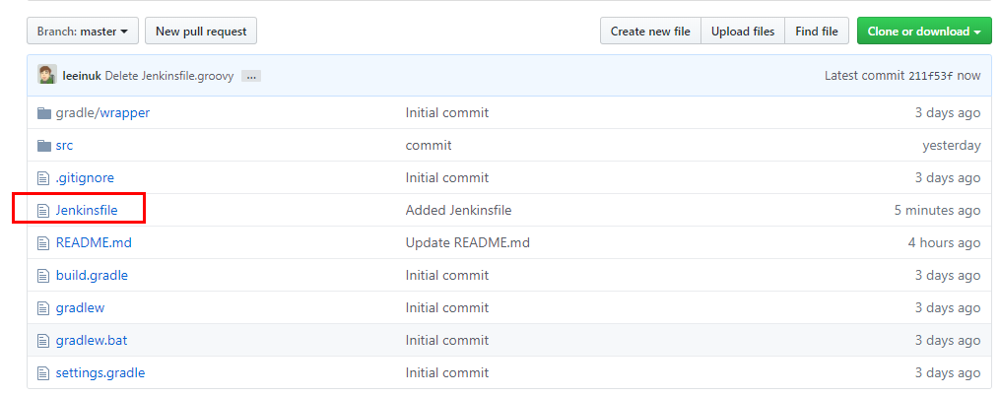 Branch: master New pull request Create new file Upload files Find file Clone or download
leeinuk Delete Jenkinsfile.groovy ... Latest commit 211f53f now
gradle/wrapper Initial commit 3 days ago
src commit yesterday
.gitignore Initial commit 3 days ago
Jenkinsfile Added Jenkinsfile 5 minutes ago
README.md Update README.md 4 hours ago
build.gradle Initial commit 3 days ago
gradlew Initial commit 3 days ago
gradlew.bat Initial commit 3 days ago
settings.gradle Initial commit 3 days ago